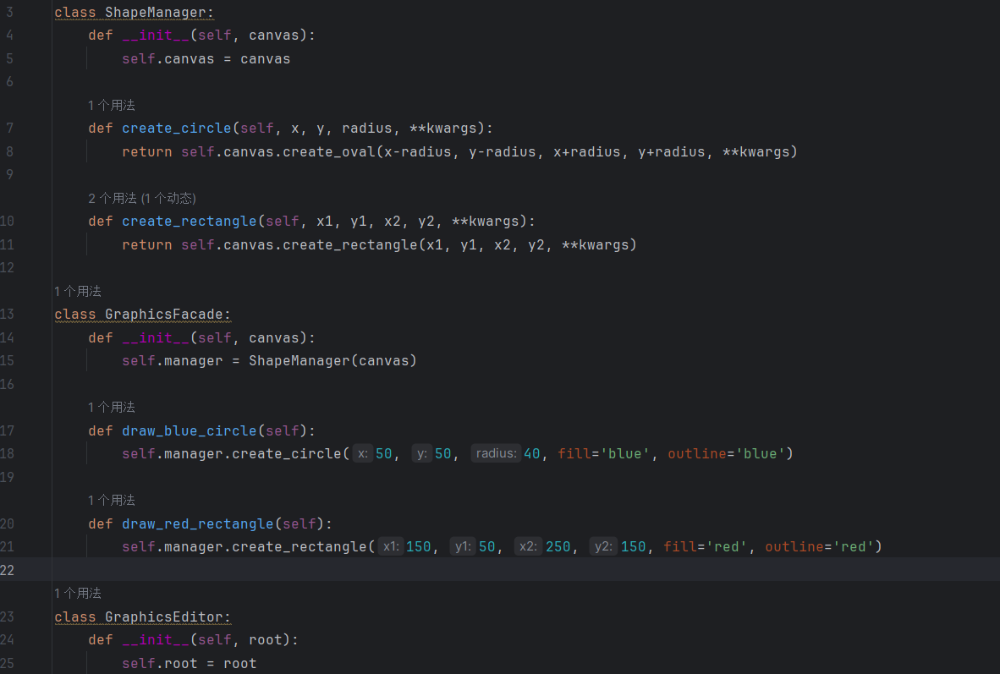 3 class ShapeManager:
4 def __init__(self, canvas):
5 self.canvas = canvas
6
1 个用法
7 def create_circle(self, x, y, radius, **kwargs):
8 return self.canvas.create_oval(x-radius, y-radius, x+radius, y+radius, **kwargs)
9
2 个用法 (1 个动态)
10 def create_rectangle(self, x1, y1, x2, y2, **kwargs):
11 return self.canvas.create_rectangle(x1, y1, x2, y2, **kwargs)
12
1 个用法
13 class GraphicsFacade:
14 def __init__(self, canvas):
15 self.manager = ShapeManager(canvas)
16
1 个用法
17 def draw_blue_circle(self):
18 self.manager.create_circle( x: 50, y: 50, radius: 40, fill='blue', outline='blue')
19
1 个用法
20 def draw_red_rectangle(self):
21 self.manager.create_rectangle( x1: 150, y1: 50, x2: 250, y2: 150, fill='red', outline='red')
22
1 个用法
23 class GraphicsEditor:
24 def __init__(self, root):
25 self.root = root